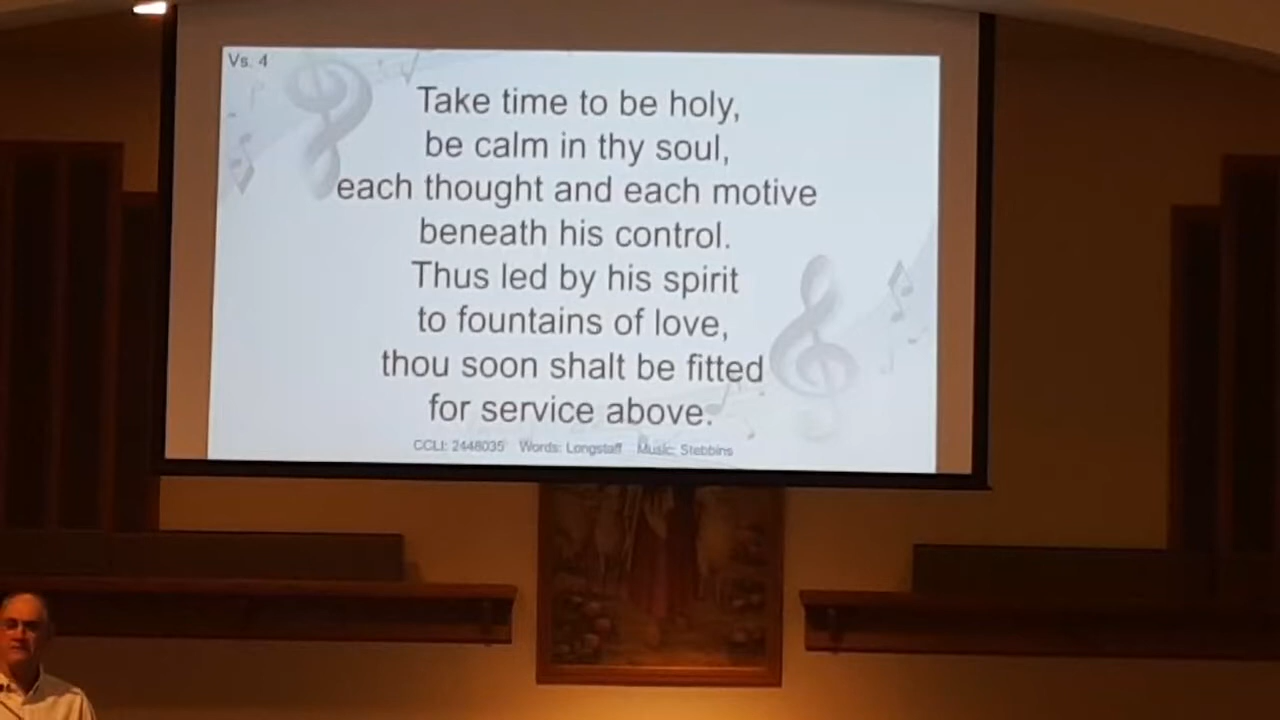 Vs. 4
Take time to be holy,
be calm in thy soul,
each thought and each motive
beneath his control.
Thus led by his spirit
to fountains of love,
thou soon shalt be fitted
for service above.
CCLI: 2448035 Words: Longstaff Music: Stebbins